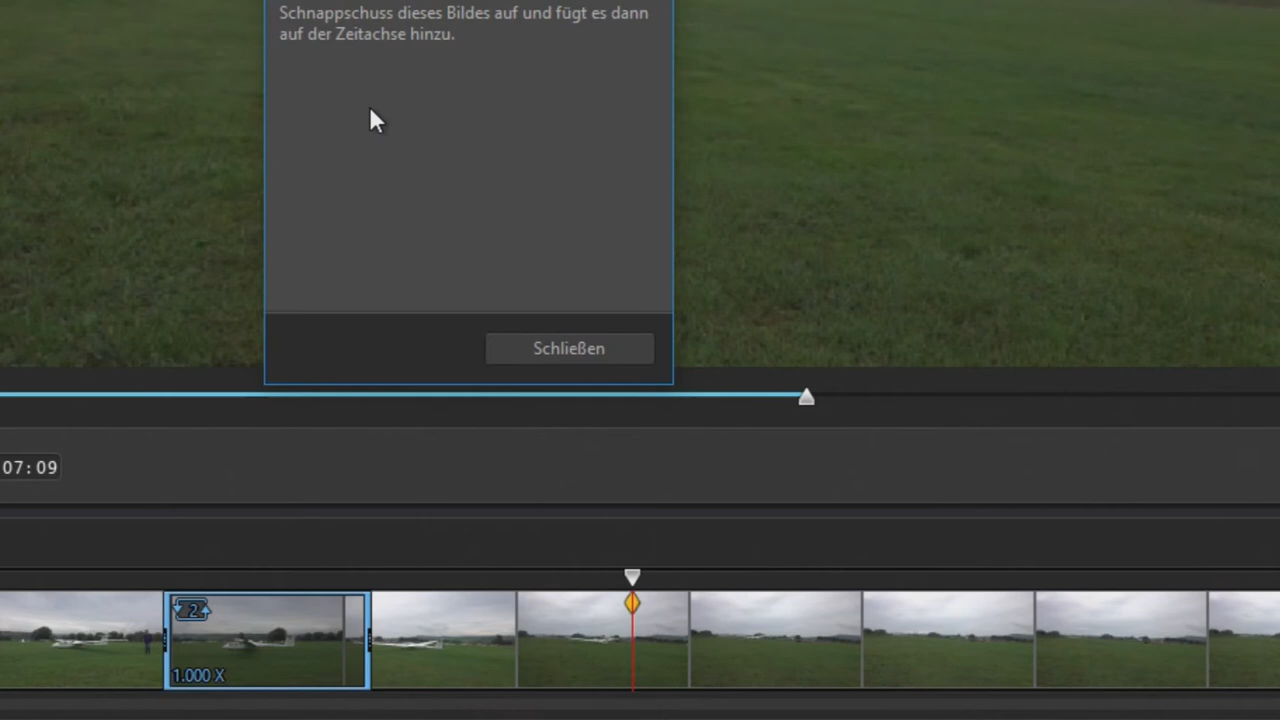 Schnappschuss dieses Bildes auf und fügt es dann
auf der Zeitachse hinzu.
Schließen
07:09
2
1.000 X